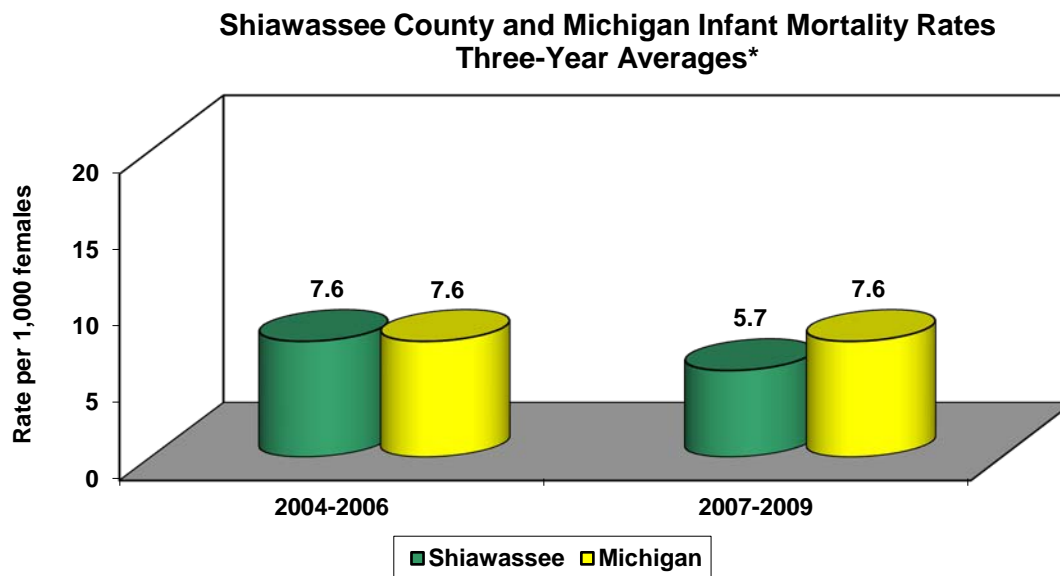 Shiawassee County and Michigan Infant Mortality Rates
Three-Year Averages*
Rate per 1,000 females
20
15
10
5
0
7.6
7.6
5.7
7.6
2004-2006
2007-2009
Shiawassee
Michigan